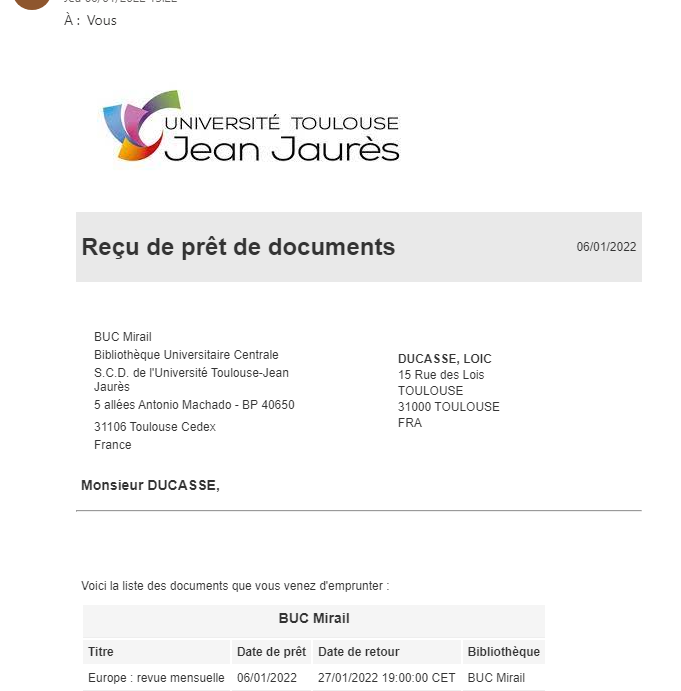 À : Vous
UNIVERSITÉ TOULOUSE
Jean Jaurès
Reçu de prêt de documents
06/01/2022
BUC Mirail
Bibliothèque Universitaire Centrale
S.C.D. de l'Université Toulouse-Jean
Jaurès
5 allées Antonio Machado - BP 40650
31106 Toulouse Cedex
France
DUCASSE, LOIC
15 Rue des Lois
TOULOUSE
31000 TOULOUSE
FRA
Monsieur DUCASSE,
Voici la liste des documents que vous venez d'emprunter :
BUC Mirail
Titre Date de prêt Date de retour Bibliothèque
Europe : revue mensuelle 06/01/2022 27/01/2022 19:00:00 CET BUC Mirail